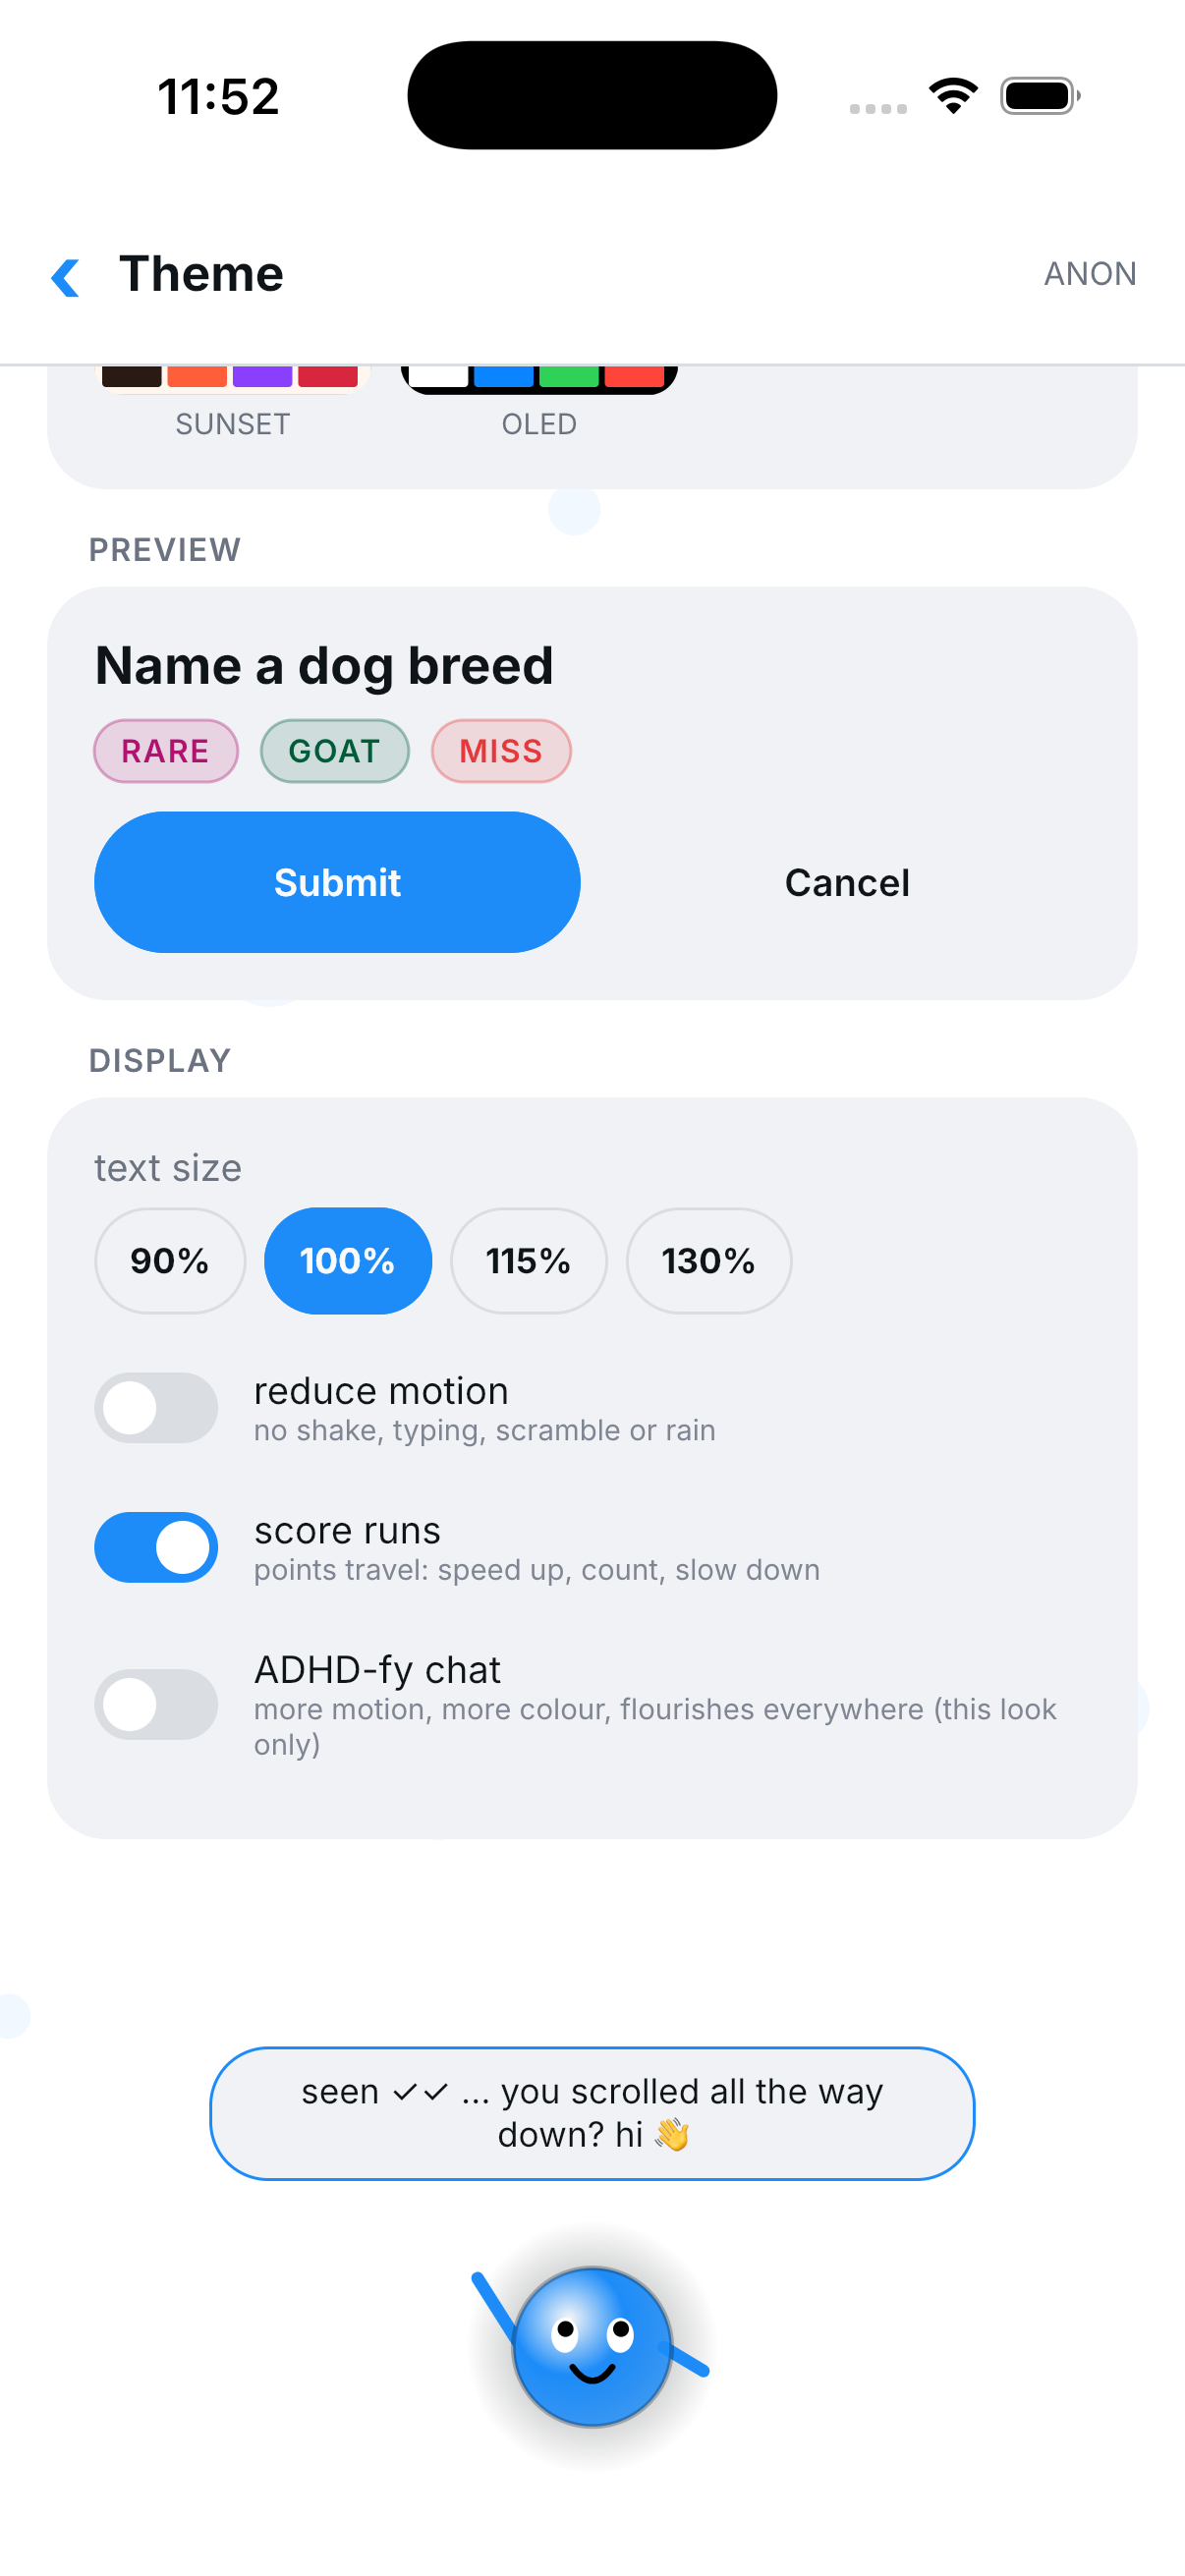 11:52
Theme
ANON
SUNSET
OLED
PREVIEW
Name a dog breed
RARE
GOAT
MISS
Submit
Cancel
DISPLAY
text size
90%
100%
115%
130%
reduce motion
no shake, typing, scramble or rain
score runs
points travel: speed up, count, slow down
ADHD-fy chat
more motion, more colour, flourishes everywhere (this look
only)
seen ✓✓ ... you scrolled all the way
down? hi 👋